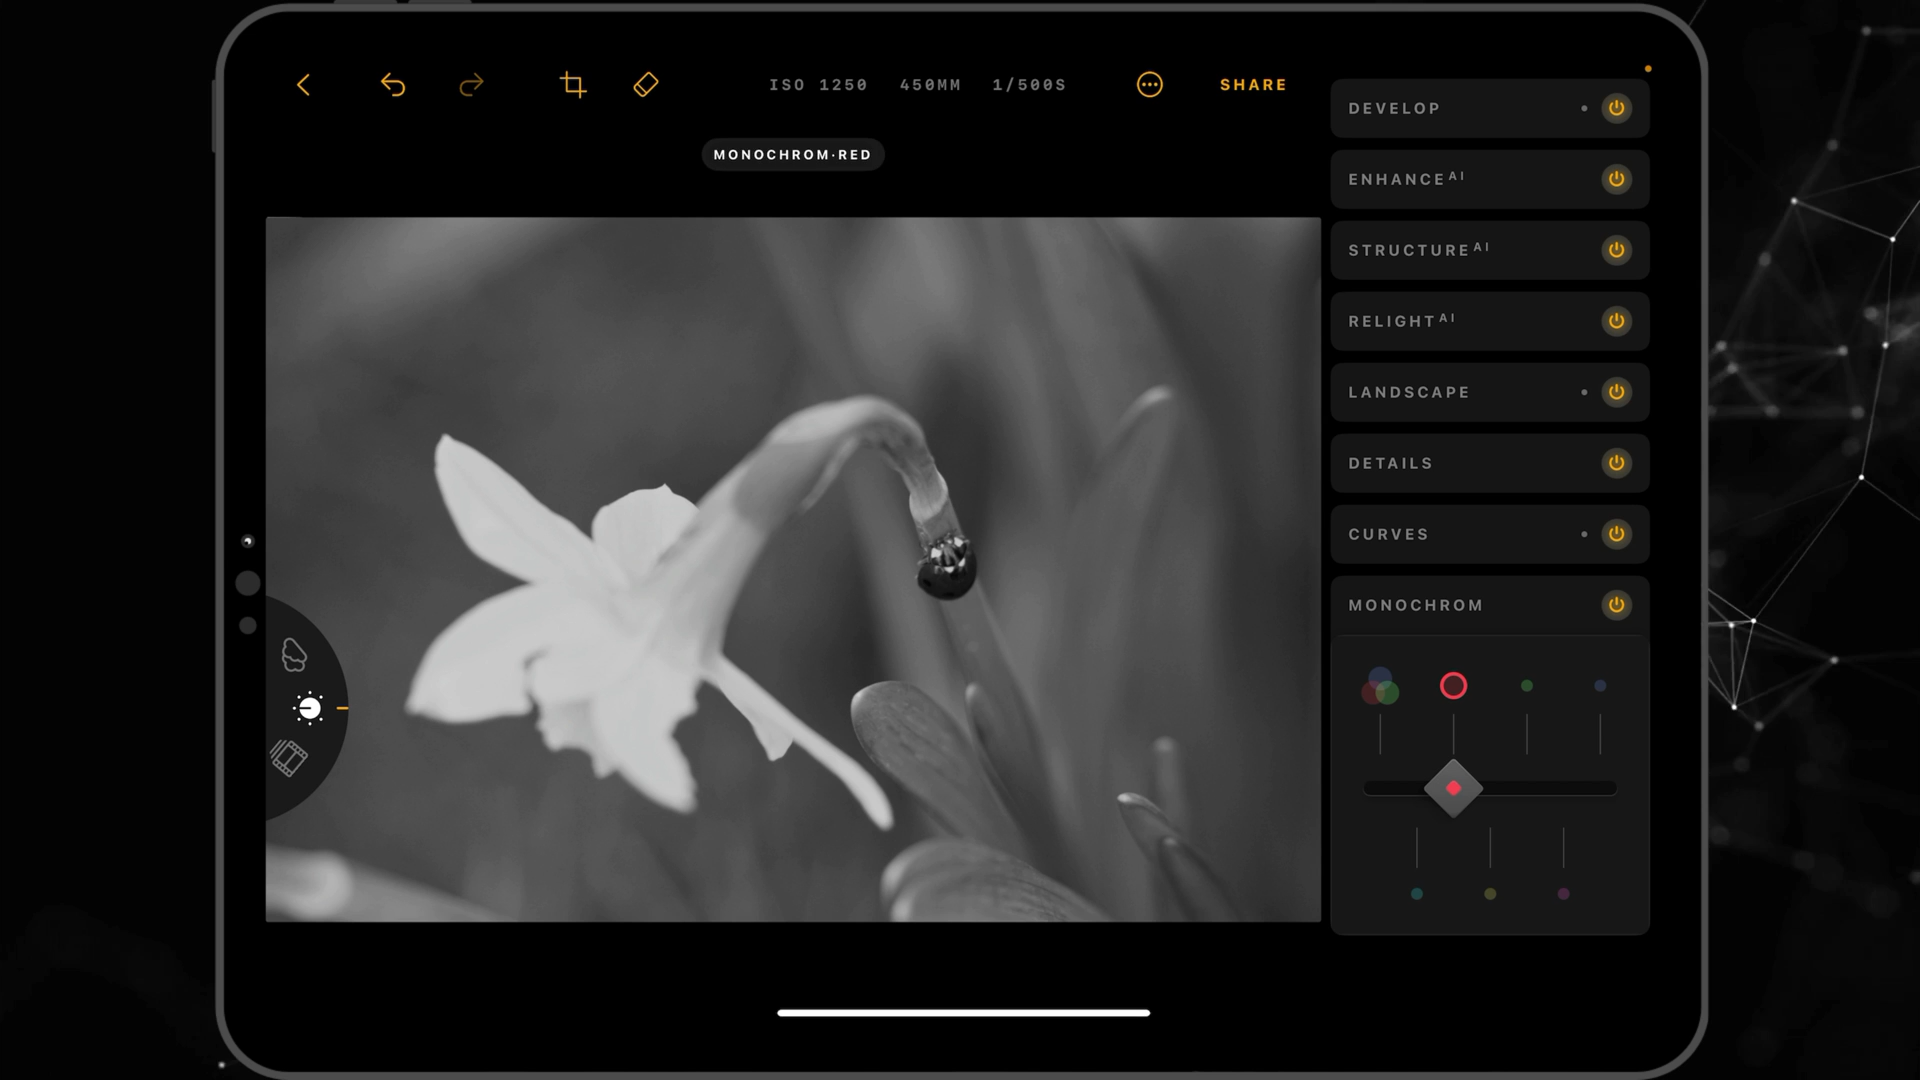 ISO 1250 450MM 1/500S
SHARE
MONOCHROM·RED
DEVELOP
ENHANCE AI
STRUCTURE AI
RELIGHT AI
LANDSCAPE
DETAILS
CURVES
MONOCHROM